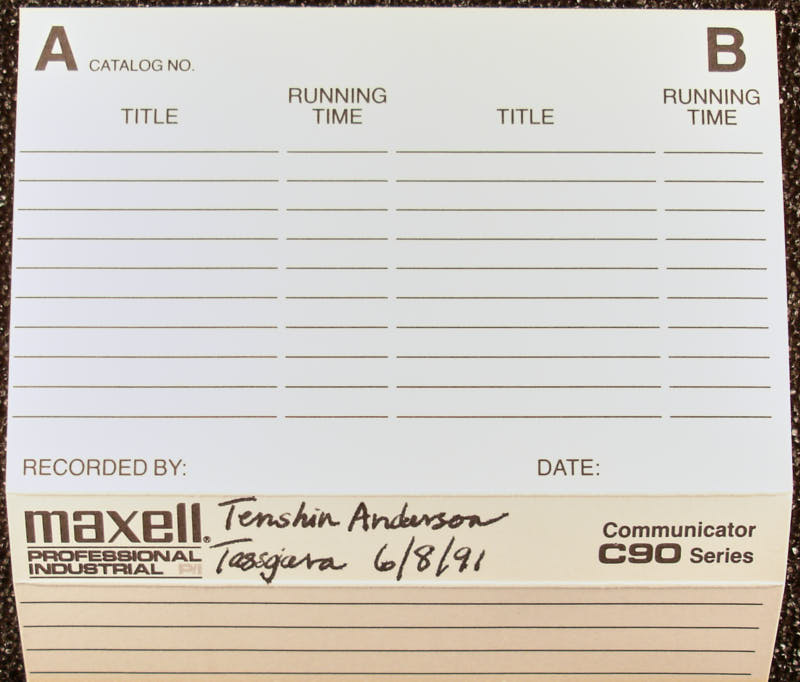 A CATALOG NO. B
TITLE RUNNING TIME TITLE RUNNING TIME
RECORDED BY: DATE:
maxell® Tenshin Anderson Communicator
PROFESSIONAL INDUSTRIAL P/I Tassajara 6/8/91 C90 Series